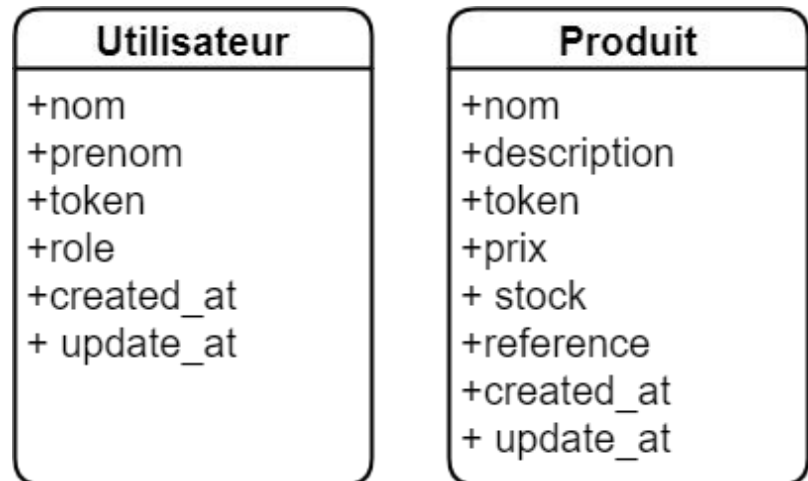 Utilisateur
+nom
+prenom
+token
+role
+created_at
+ update_at
Produit
+nom
+description
+token
+prix
+ stock
+reference
+created_at
+ update_at